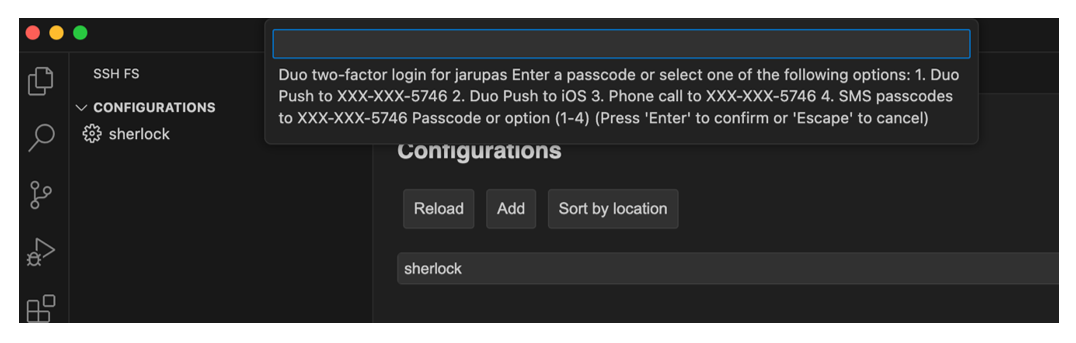 Duo two-factor login for jarupas Enter a passcode or select one of the following options: 1. Duo
Push to XXX-XXX-5746 2. Duo Push to iOS 3. Phone call to XXX-XXX-5746 4. SMS passcodes
to XXX-XXX-5746 Passcode or option (1-4) (Press 'Enter' to confirm or 'Escape' to cancel)
SSH FS
CONFIGURATIONS
sherlock
Configurations
Reload Add Sort by location
sherlock